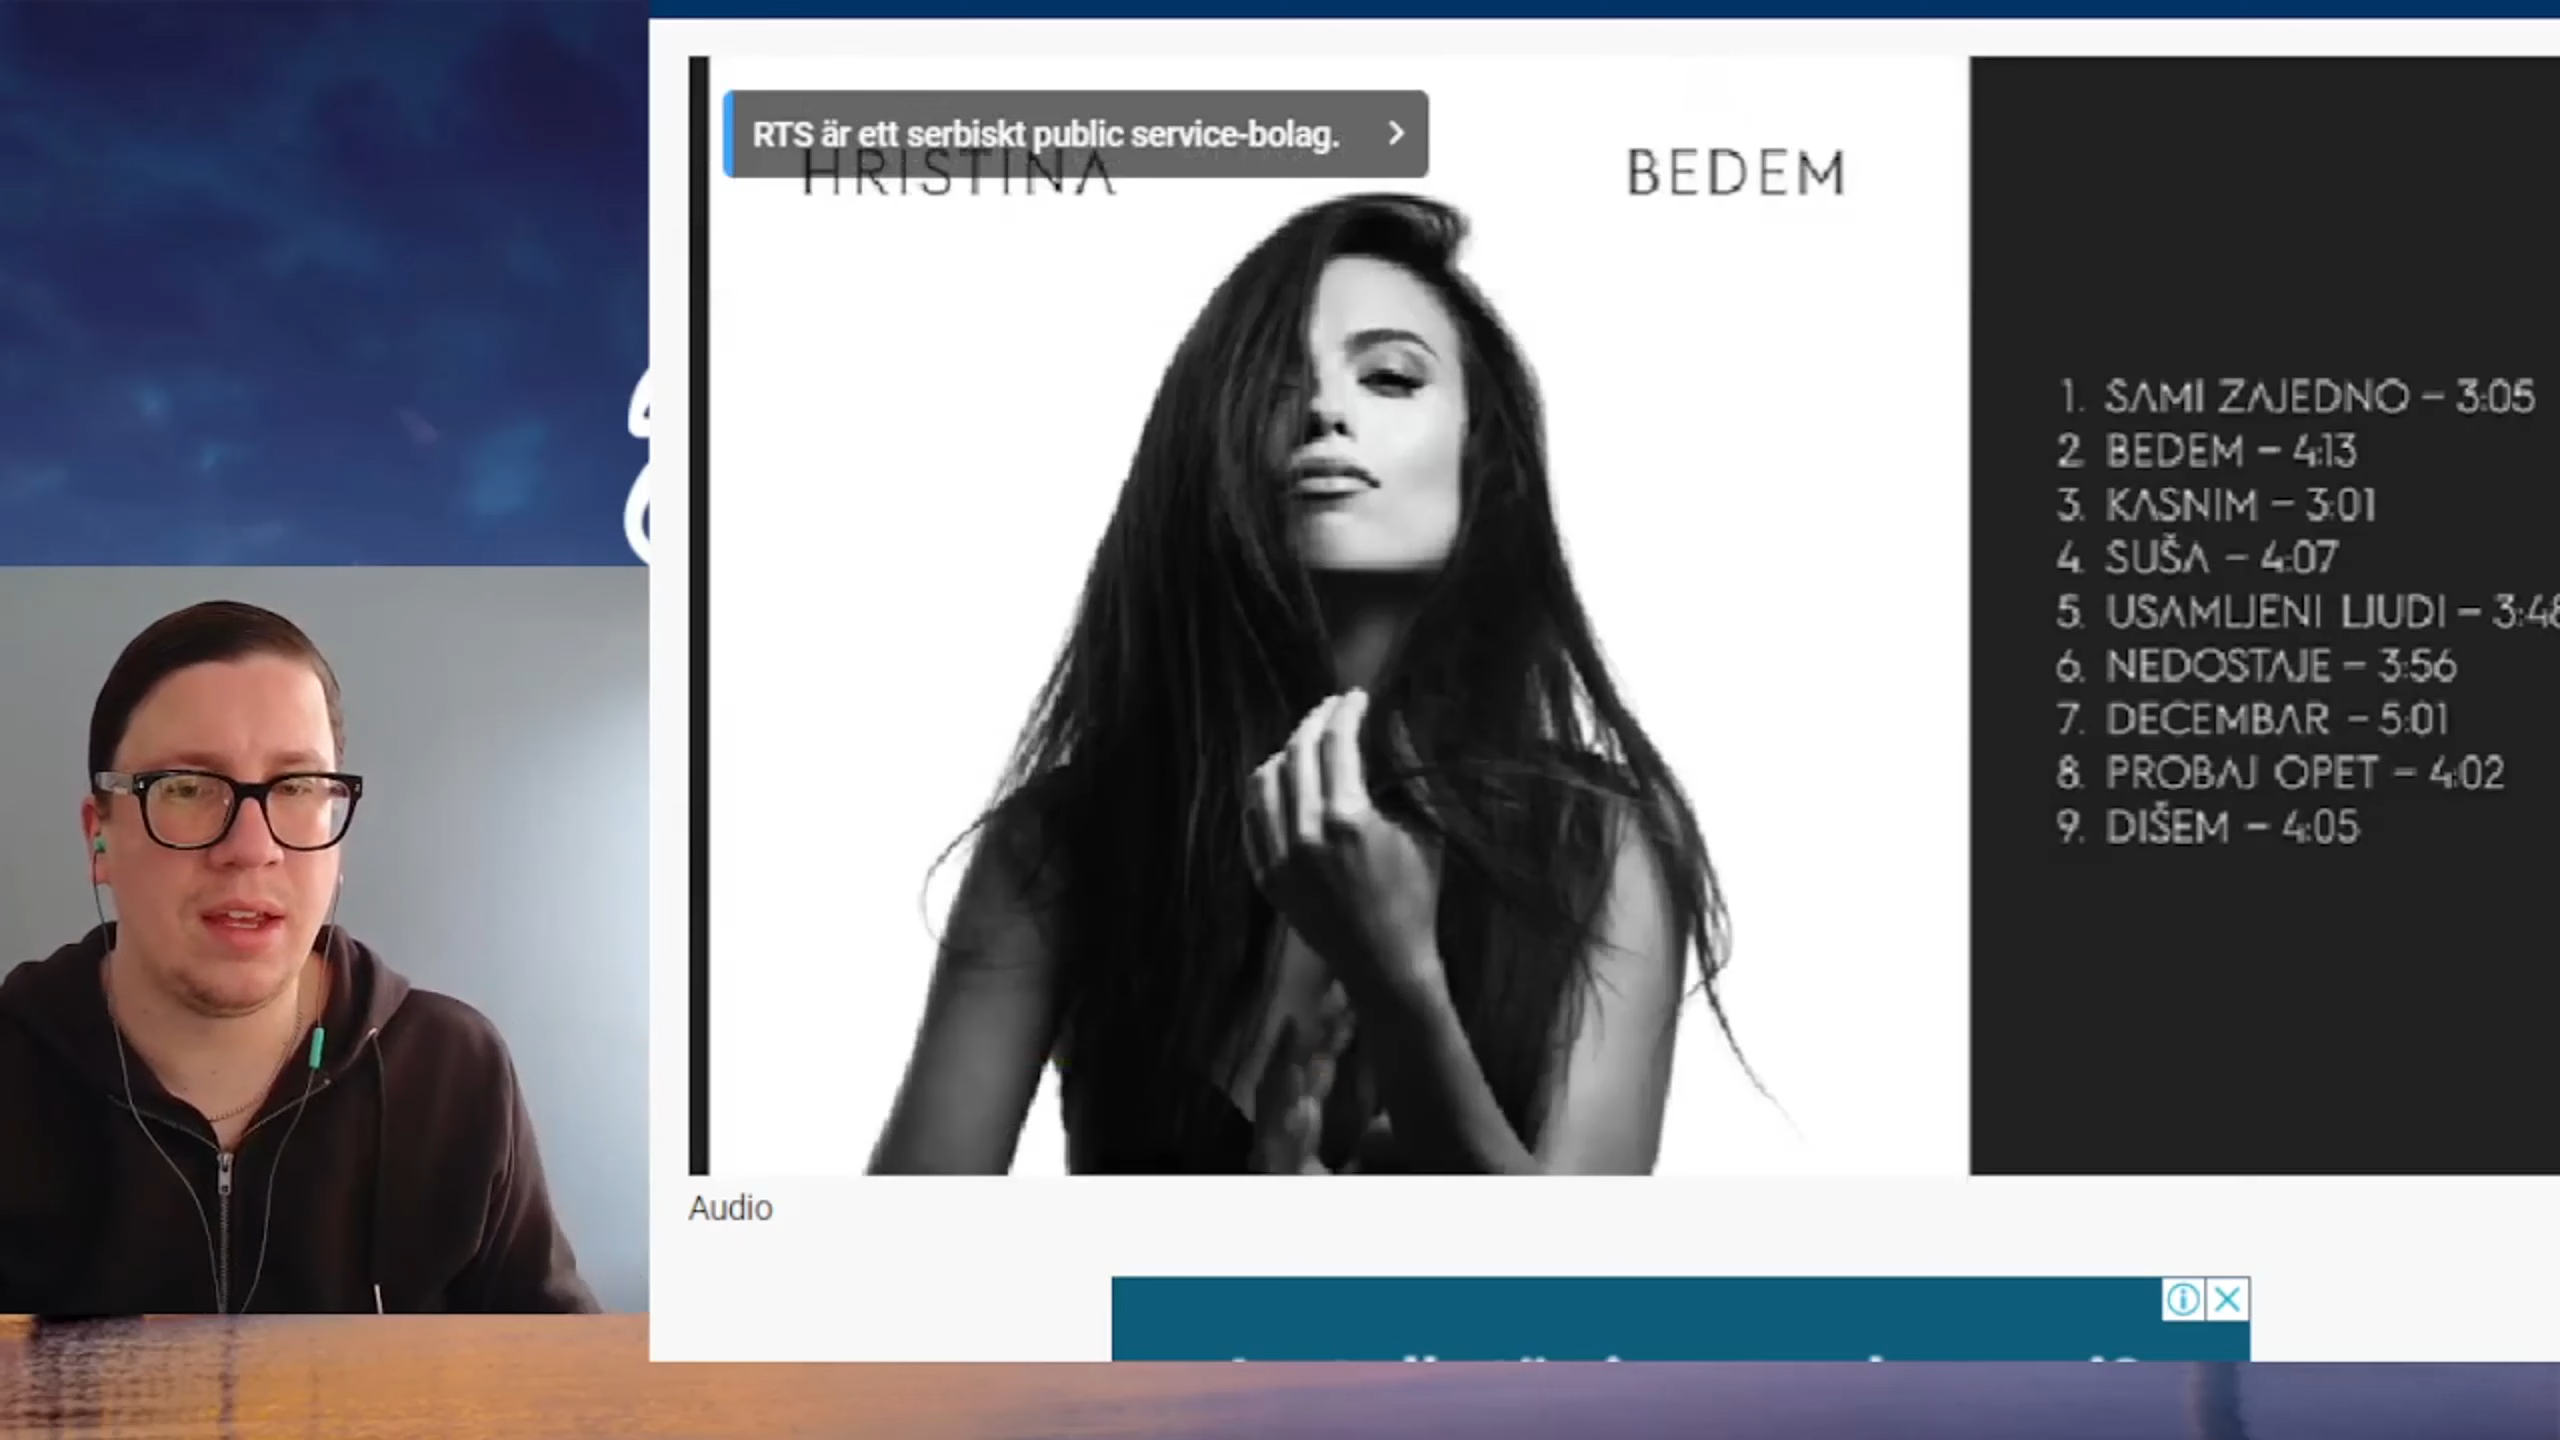 RTS är ett serbiskt public service-bolag.
HRISTINA
BEDEM
1. SAMI ZAJEDNO – 3:05
2. BEDEM – 4:13
3. KASNIM – 3:01
4. SUŠA – 4:07
5. USAMLJENI LJUDI –
6. NEDOSTAJE – 3:56
7. DECEMBAR – 5:01
8. PROBAJ OPET – 4:02
9. DIŠEM – 4:05
Audio